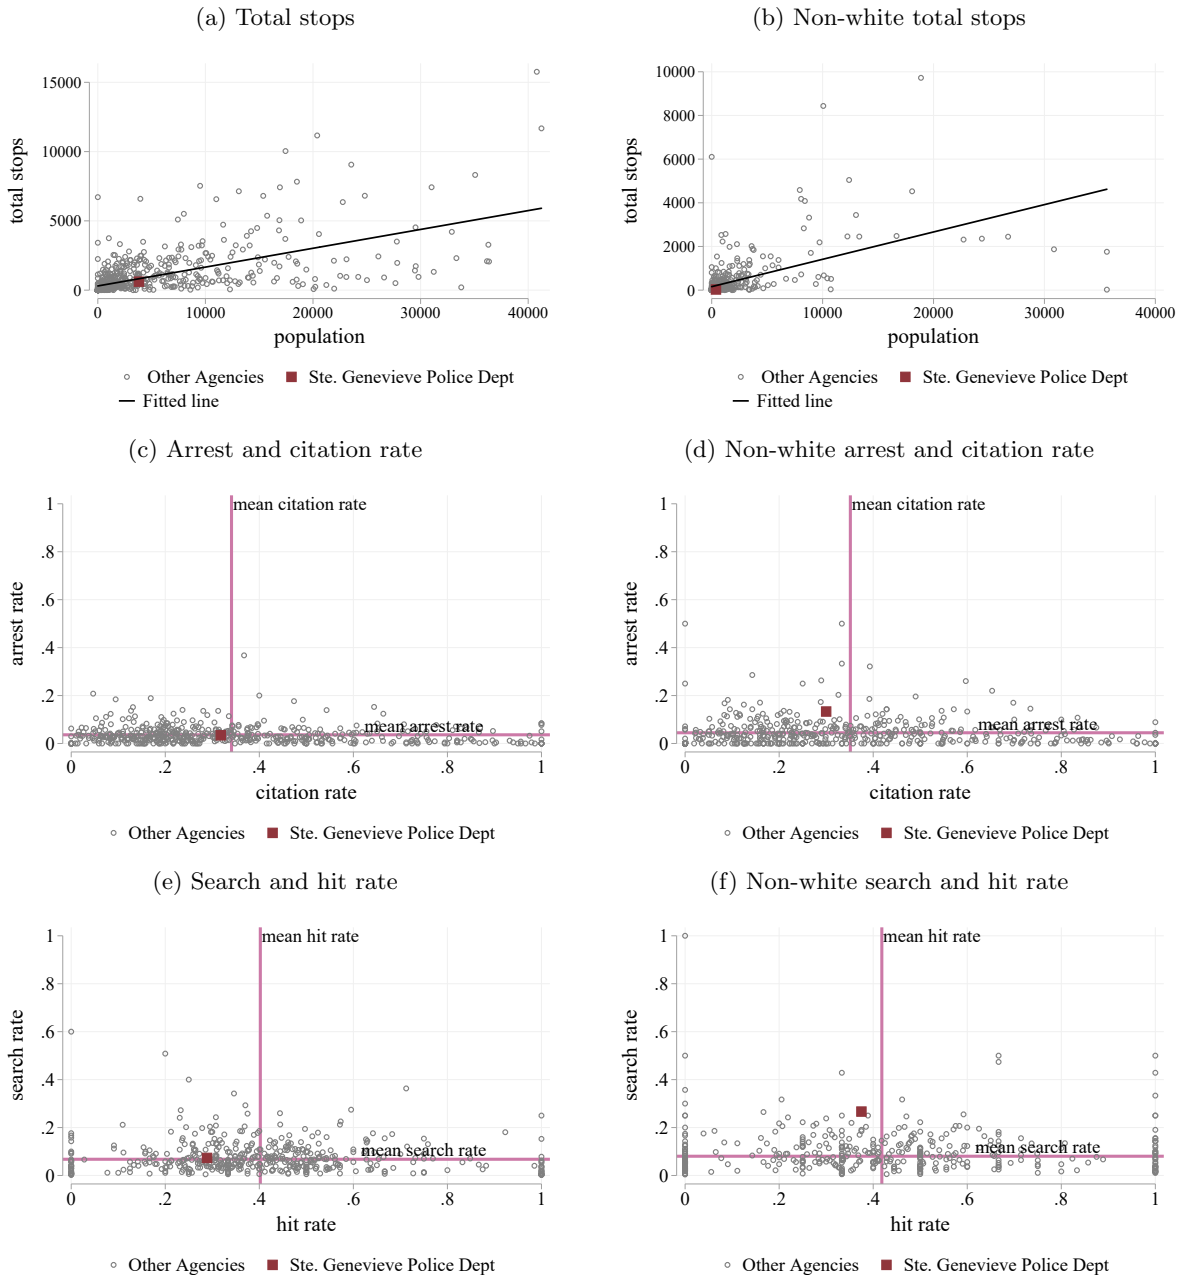 (a) Total stops
(b) Non-white total stops
15000
10000
5000
0
total stops
0 10000 20000 30000 40000
population
Other Agencies Ste. Genevieve Police Dept
Fitted line
10000
8000
6000
4000
2000
0
total stops
0 10000 20000 30000 40000
population
Other Agencies Ste. Genevieve Police Dept
Fitted line
(c) Arrest and citation rate
(d) Non-white arrest and citation rate
1
.8
.6
.4
.2
0
arrest rate
mean citation rate
mean arrest rate
0 .2 .4 .6 .8 1
citation rate
Other Agencies Ste. Genevieve Police Dept
1
.8
.6
.4
.2
0
arrest rate
mean citation rate
mean arrest rate
0 .2 .4 .6 .8 1
citation rate
Other Agencies Ste. Genevieve Police Dept
(e) Search and hit rate
(f) Non-white search and hit rate
1
.8
.6
.4
.2
0
search rate
mean hit rate
mean search rate
0 .2 .4 .6 .8 1
hit rate
Other Agencies Ste. Genevieve Police Dept
1
.8
.6
.4
.2
0
search rate
mean hit rate
mean search rate
0 .2 .4 .6 .8 1
hit rate
Other Agencies Ste. Genevieve Police Dept